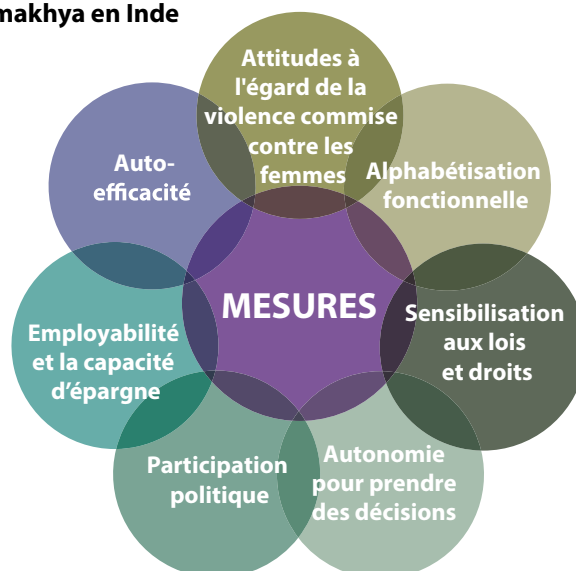 makhya en Inde
Attitudes à
l'égard de la
violence commise
contre les
femmes
Alphabétisation
fonctionnelle
Sensibilisation
aux lois
et droits
Autonomie
pour prendre
des décisions
Participation
politique
Employabilité
et la capacité
d'épargne
Auto-
efficacité
MESURES